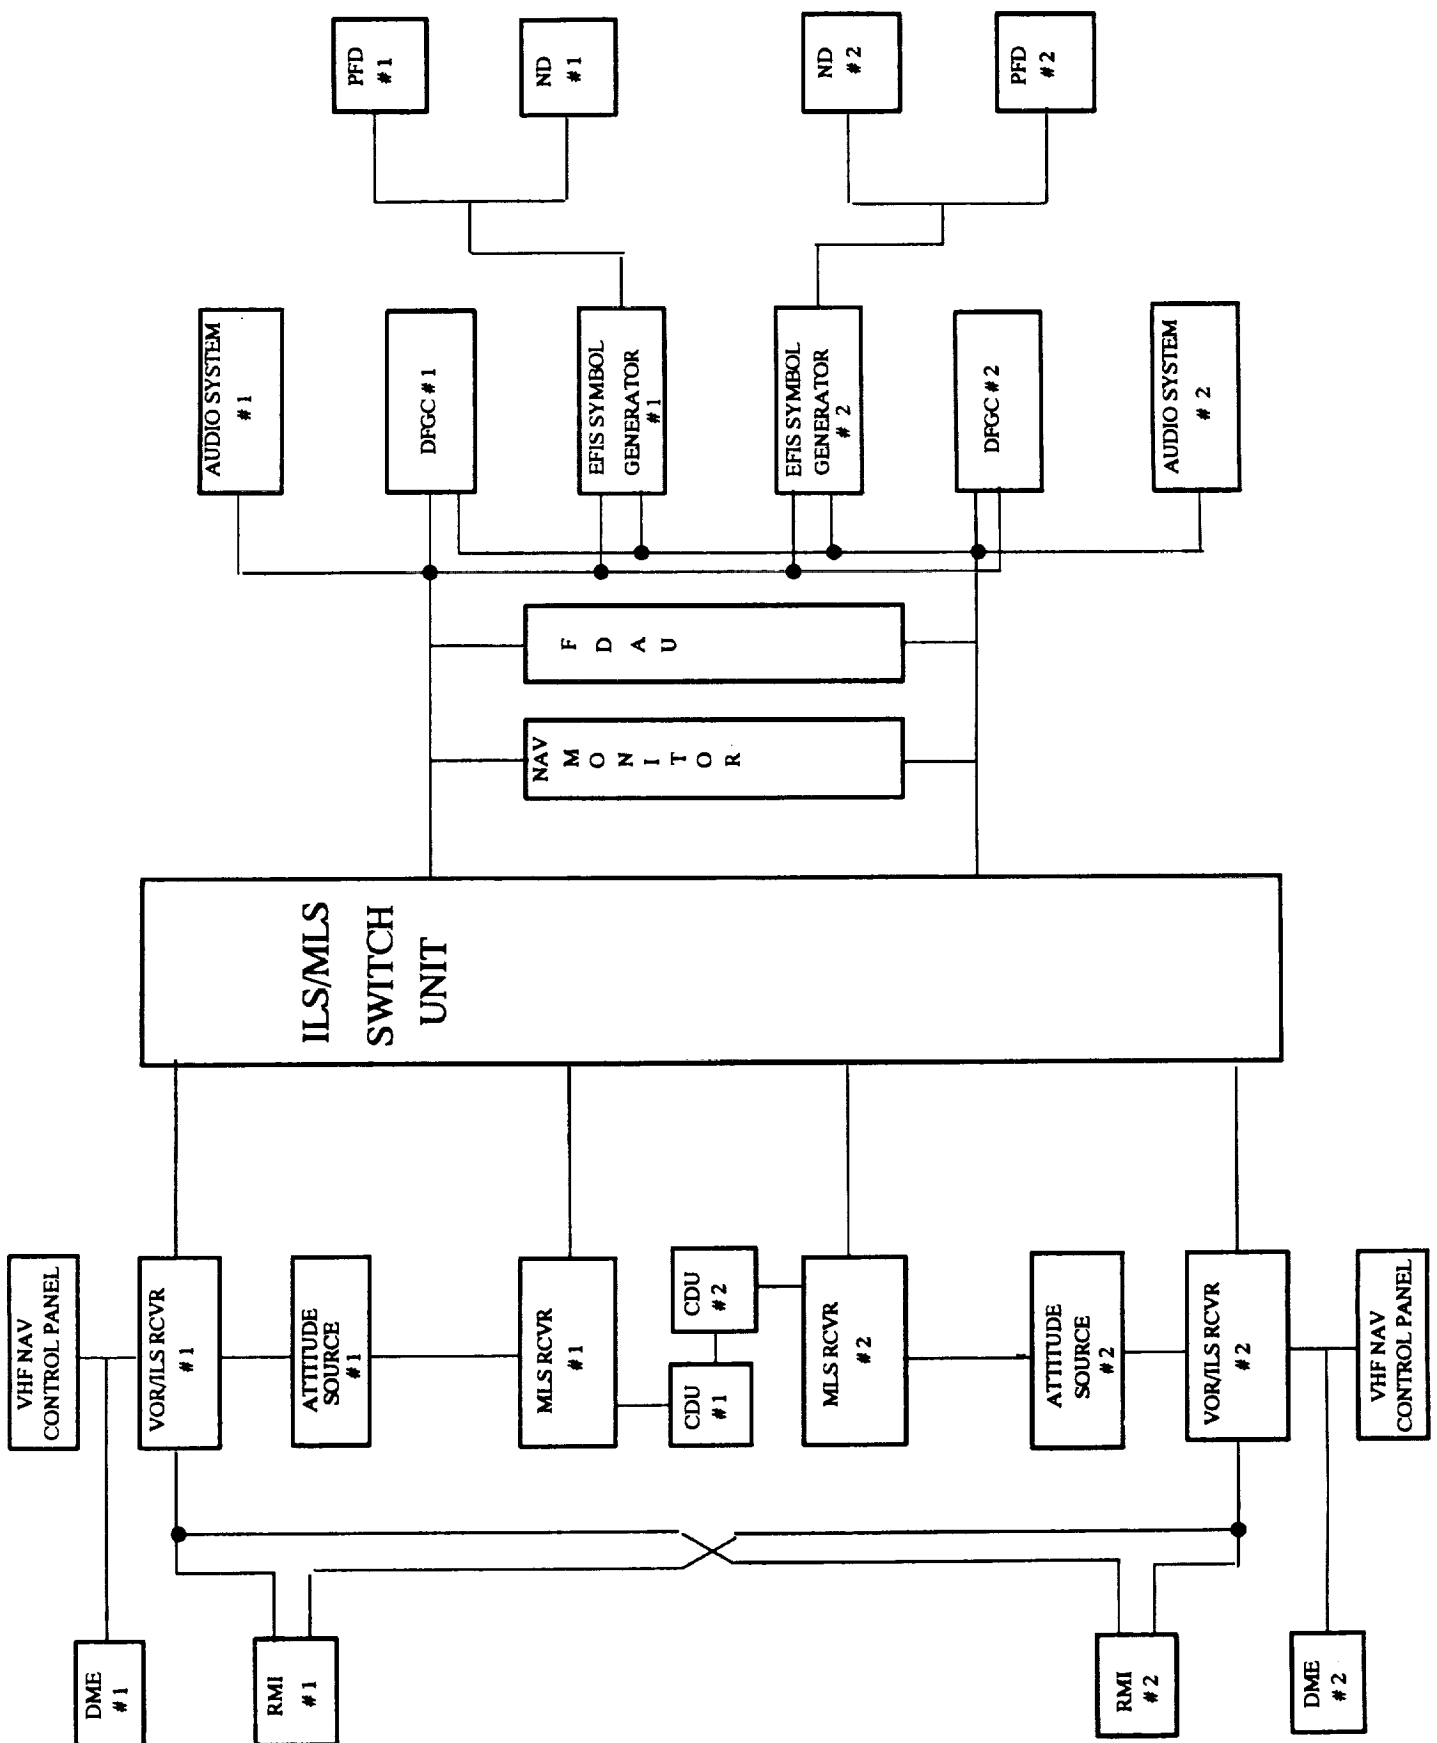 PFD
# 1
ND
# 1
ND
# 2
PFD
# 2
AUDIO SYSTEM
# 1
DFGC # 1
EFIS SYMBOL
GENERATOR
# 1
EFIS SYMBOL
GENERATOR
# 2
DFGC # 2
AUDIO SYSTEM
# 2
F
D
A
U
NAV
M
O
N
I
T
O
R
ILS/MLS
SWITCH
UNIT
VHF NAV
CONTROL PANEL
VOR/ILS RCVR
# 1
ATTITUDE
SOURCE
# 1
MLS RCVR
# 1
CDU
# 2
CDU
# 1
MLS RCVR
# 2
ATTITUDE
SOURCE
# 2
VOR/ILS RCVR
# 2
VHF NAV
CONTROL PANEL
DME
# 1
RMI
# 1
RMI
# 2
DME
# 2